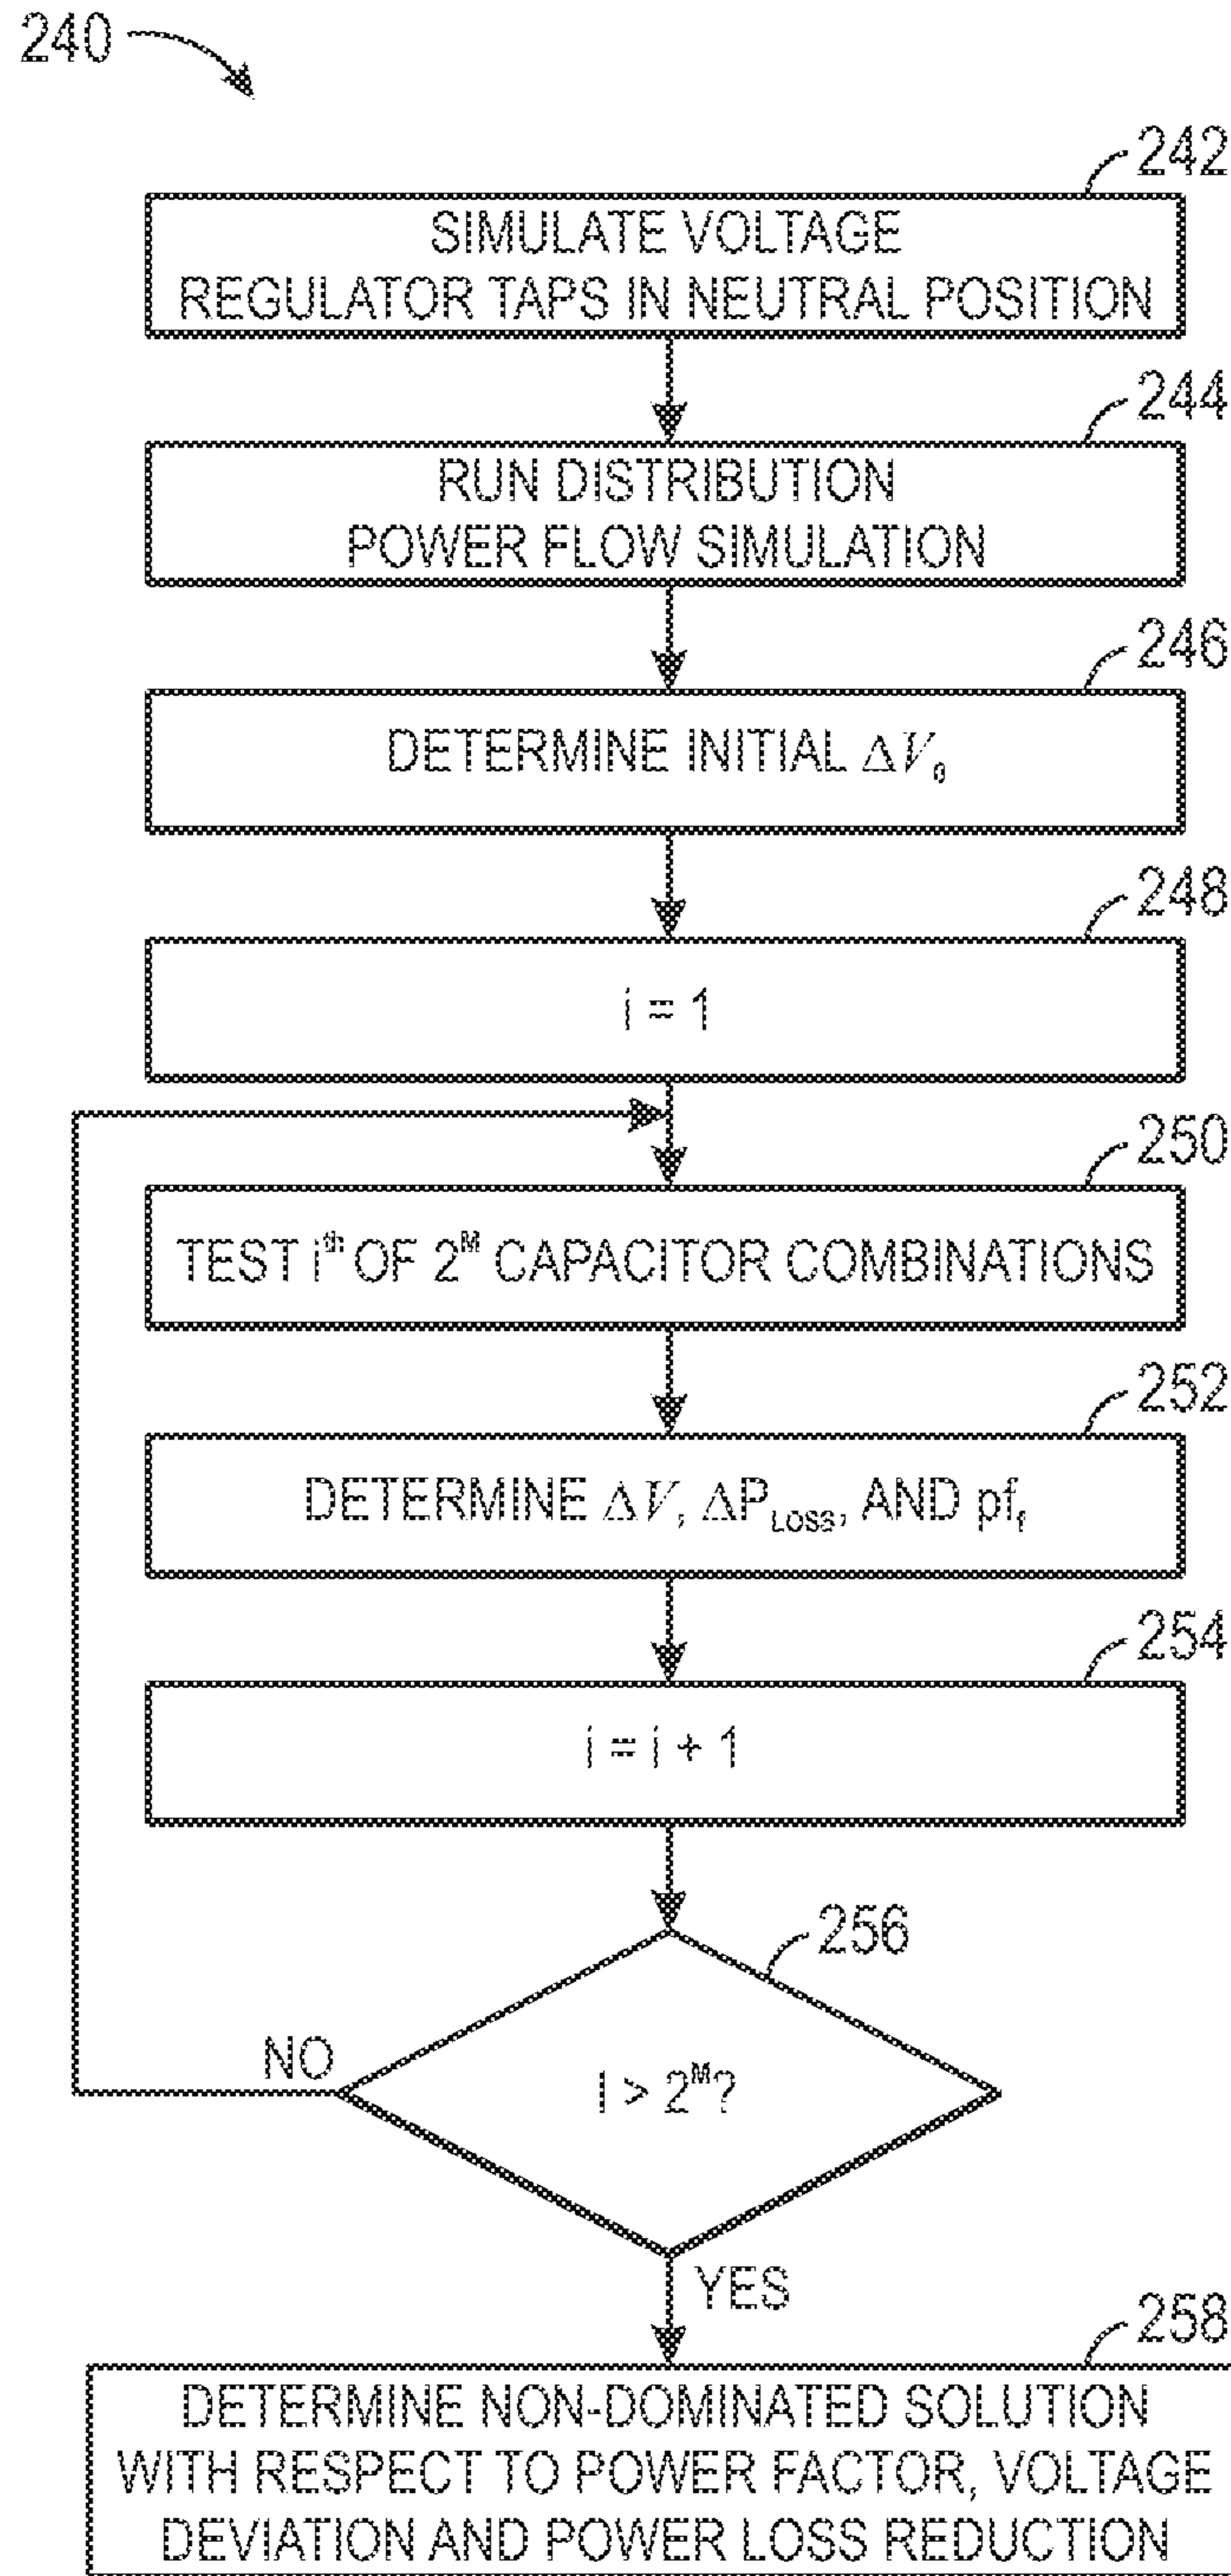 240
242
SIMULATE VOLTAGE
REGULATOR TAPS IN NEUTRAL POSITION
244
RUN DISTRIBUTION
POWER FLOW SIMULATION
246
DETERMINE INITIAL ΔV₀
248
i = 1
250
TEST iᵗʰ OF 2ᴹ CAPACITOR COMBINATIONS
252
DETERMINE ΔV, ΔP_LOSS, AND pf_f
254
i = i + 1
256
NO
I > 2ᴹ?
YES
258
DETERMINE NON-DOMINATED SOLUTION
WITH RESPECT TO POWER FACTOR, VOLTAGE
DEVIATION AND POWER LOSS REDUCTION